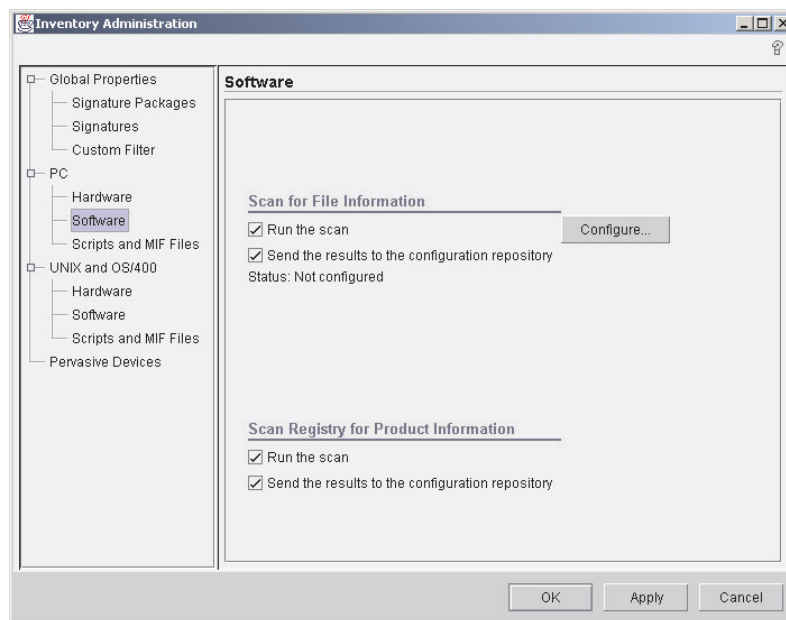 Inventory Administration
Global Properties
Signature Packages
Signatures
Custom Filter
PC
Hardware
Software
Scripts and MIF Files
UNIX and OS/400
Hardware
Software
Scripts and MIF Files
Pervasive Devices
Software
Scan for File Information
Run the scan
Configure...
Send the results to the configuration repository
Status: Not configured
Scan Registry for Product Information
Run the scan
Send the results to the configuration repository
OK
Apply
Cancel